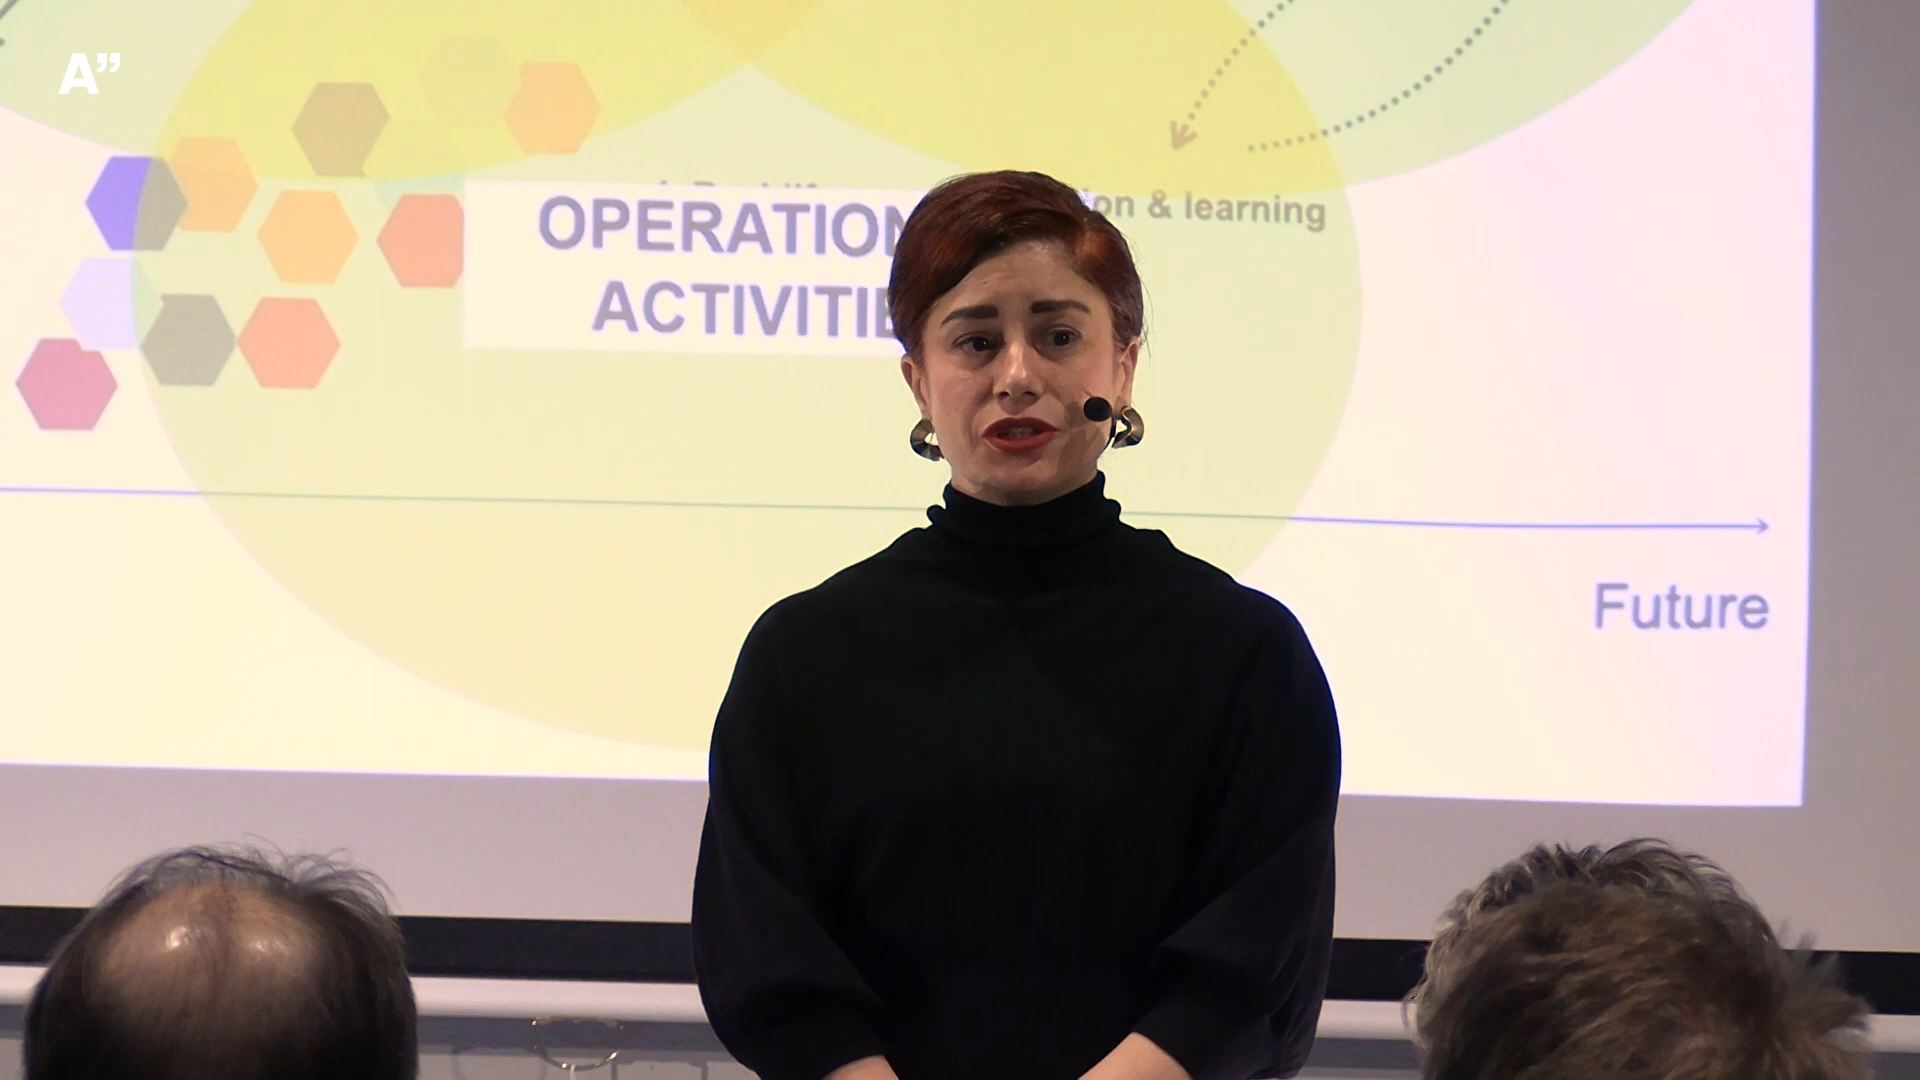 A”
on & learning
OPERATION
ACTIVITIE
Future